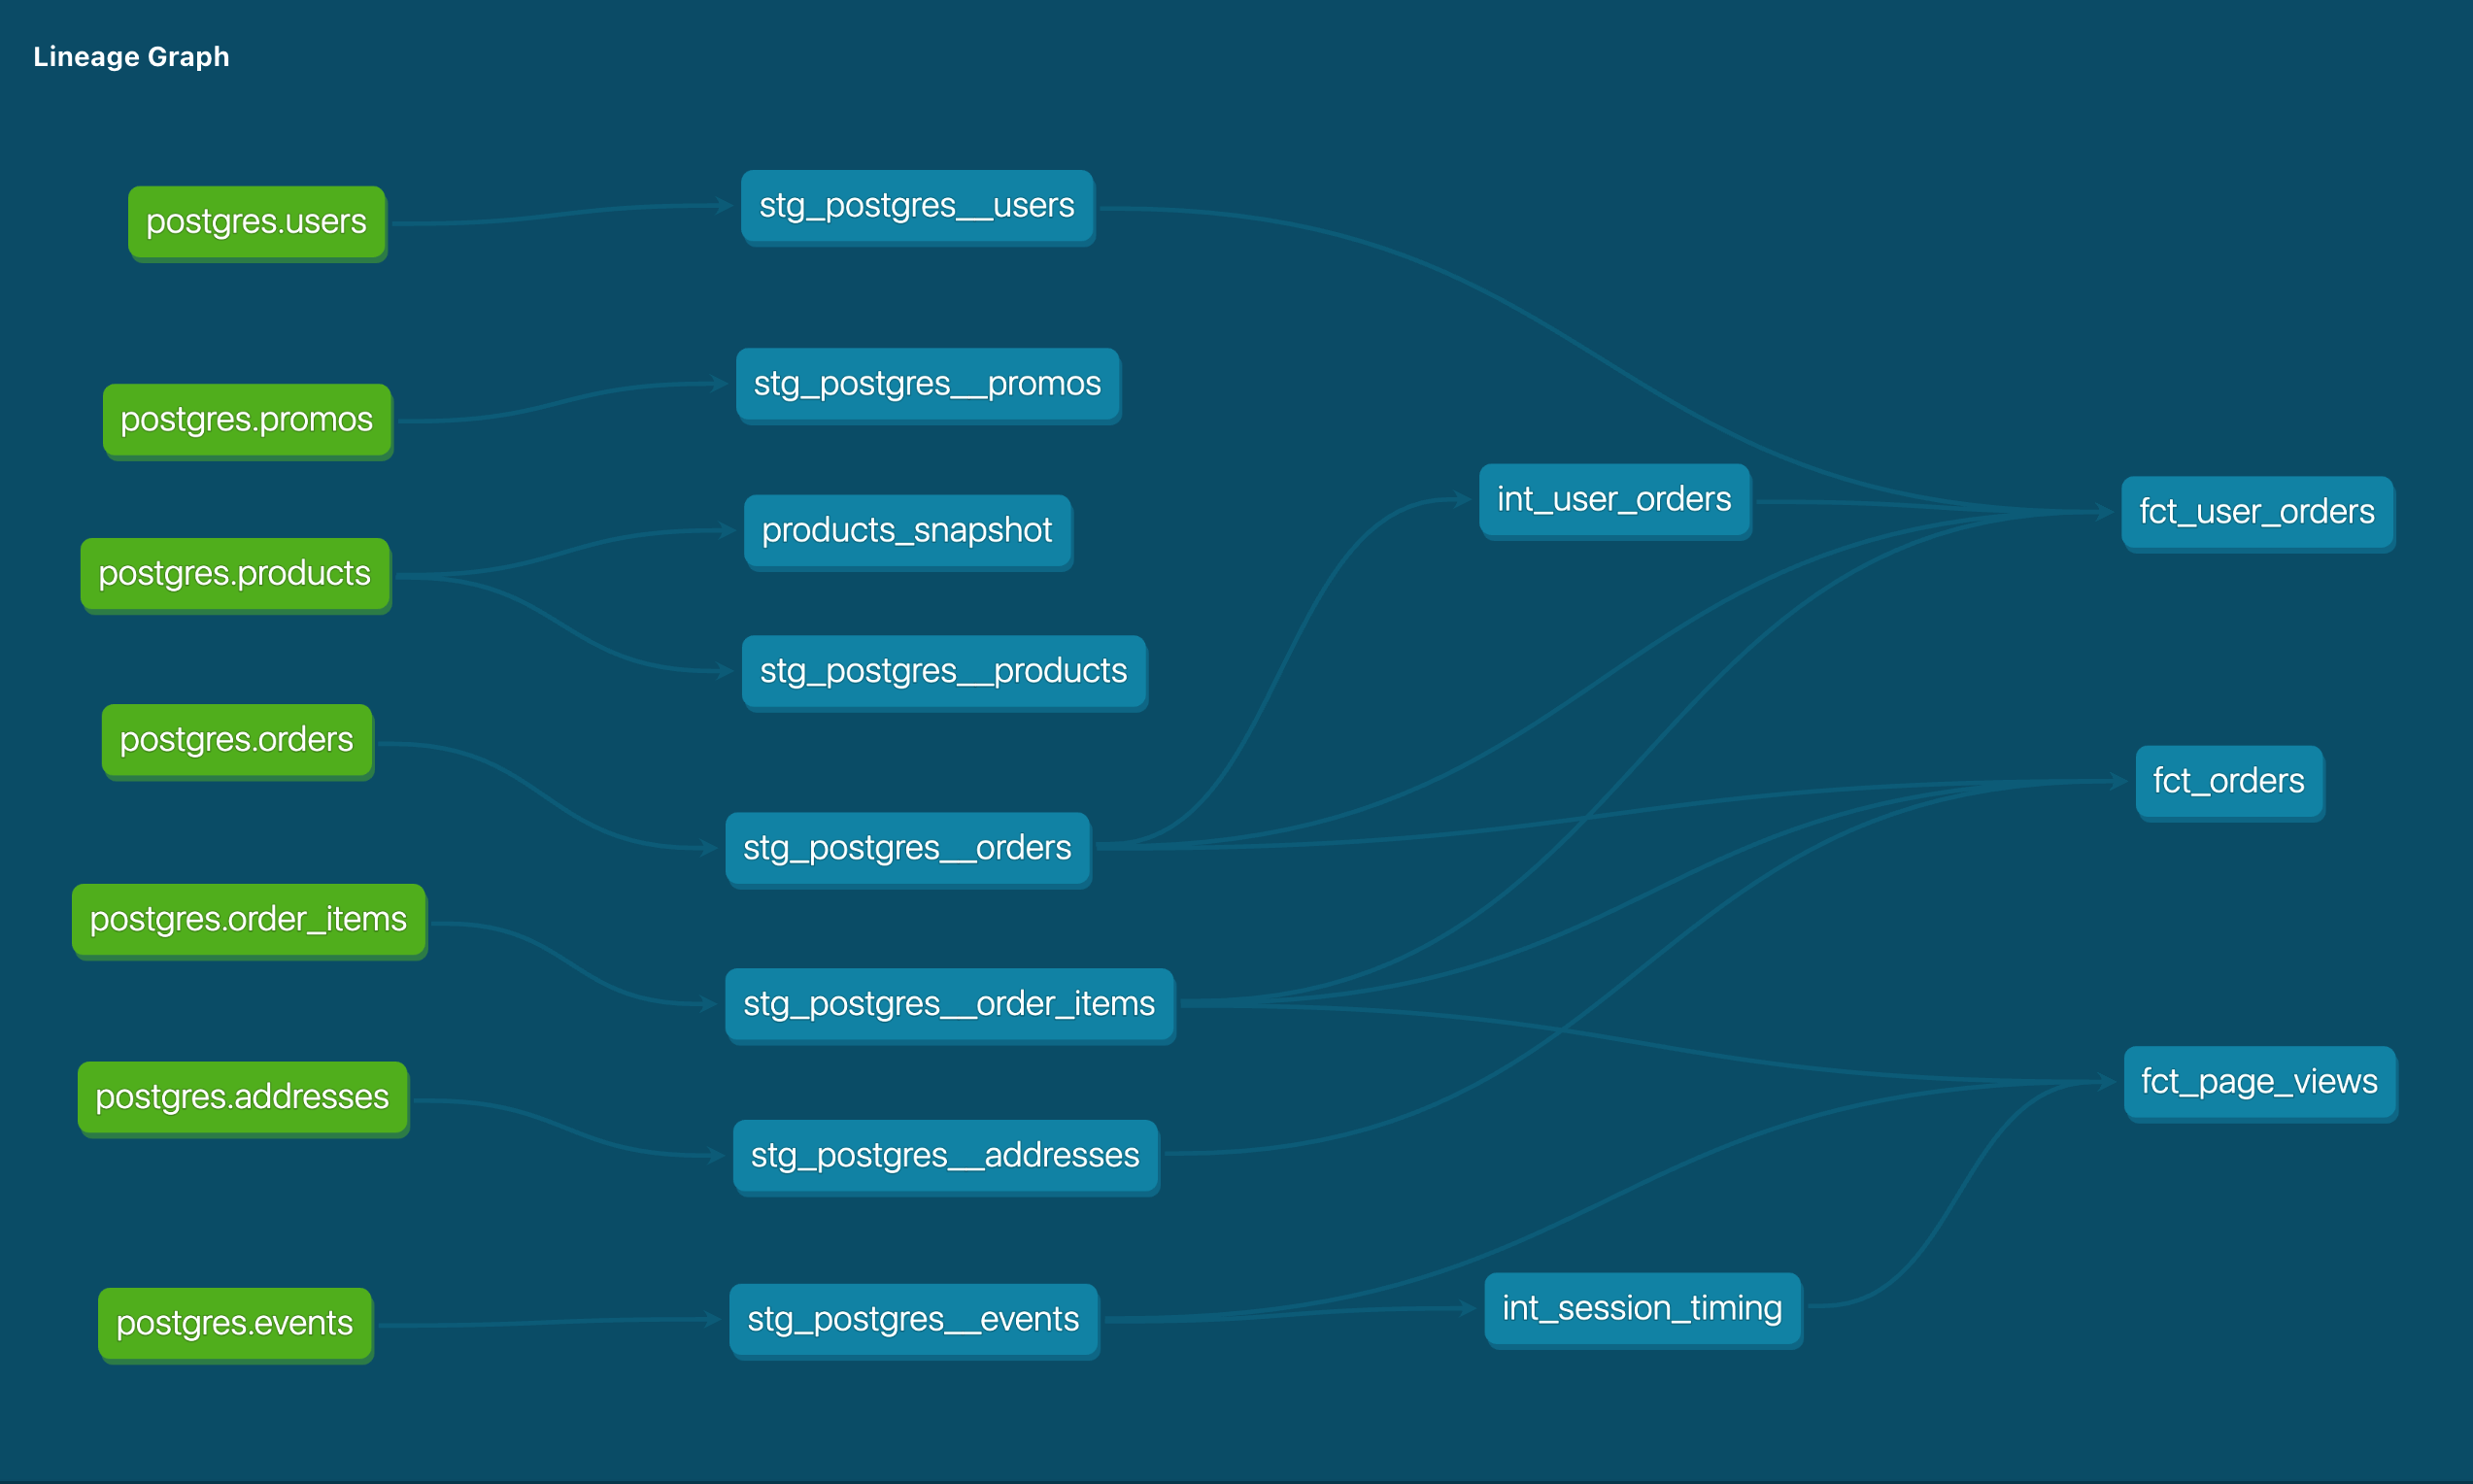 Lineage Graph
postgres.users
stg_postgres__users
postgres.promos
stg_postgres__promos
postgres.products
products_snapshot
stg_postgres__products
int_user_orders
fct_user_orders
postgres.orders
stg_postgres__orders
fct_orders
postgres.order_items
stg_postgres__order_items
postgres.addresses
stg_postgres__addresses
fct_page_views
postgres.events
stg_postgres__events
int_session_timing